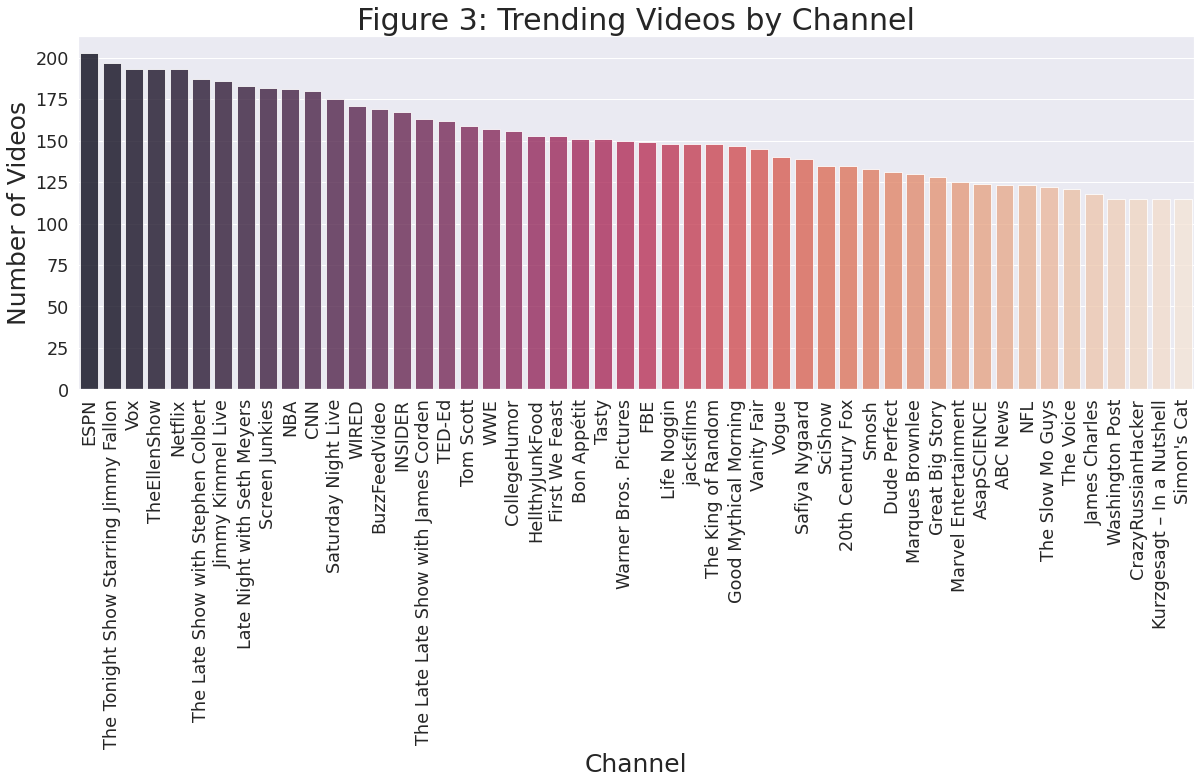 Figure 3: Trending Videos by Channel
Number of Videos
200
175
150
125
100
75
50
25
0
ESPN
The Tonight Show Starring Jimmy Fallon
Vox
TheEllenShow
Netflix
The Late Show with Stephen Colbert
Jimmy Kimmel Live
Late Night with Seth Meyers
Screen Junkies
NBA
CNN
Saturday Night Live
WIRED
BuzzFeedVideo
INSIDER
The Late Late Show with James Corden
TED-Ed
Tom Scott
WWE
CollegeHumor
HellthyJunkFood
First We Feast
Bon Appétit
Tasty
Warner Bros. Pictures
FBE
Life Noggin
jacksfilms
The King of Random
Good Mythical Morning
Vanity Fair
Vogue
Safiya Nygaard
SciShow
20th Century Fox
Smosh
Dude Perfect
Marques Brownlee
Great Big Story
Marvel Entertainment
AsapSCIENCE
ABC News
NFL
The Slow Mo Guys
The Voice
James Charles
Washington Post
CrazyRussianHacker
Kurzgesagt – In a Nutshell
Simon's Cat
Channel